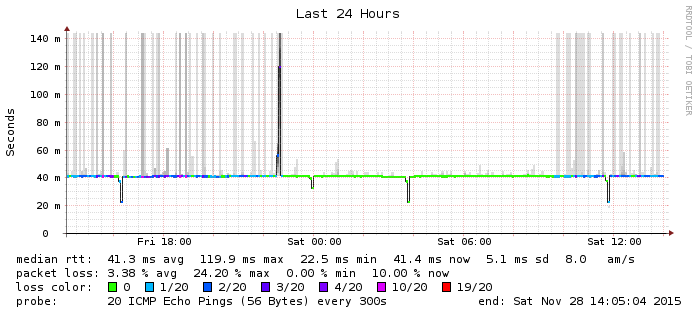 Last 24 Hours
RRDTOOL / TOBI OETIKER
Seconds
140 m
120 m
100 m
80 m
60 m
40 m
20 m
0
Fri 18:00 Sat 00:00 Sat 06:00 Sat 12:00
median rtt: 41.3 ms avg 119.9 ms max 22.5 ms min 41.4 ms now 5.1 ms sd 8.0 am/s
packet loss: 3.38 % avg 24.20 % max 0.00 % min 10.00 % now
loss color: 0 1/20 2/20 3/20 4/20 10/20 19/20
probe: 20 ICMP Echo Pings (56 Bytes) every 300s end: Sat Nov 28 14:05:04 2015